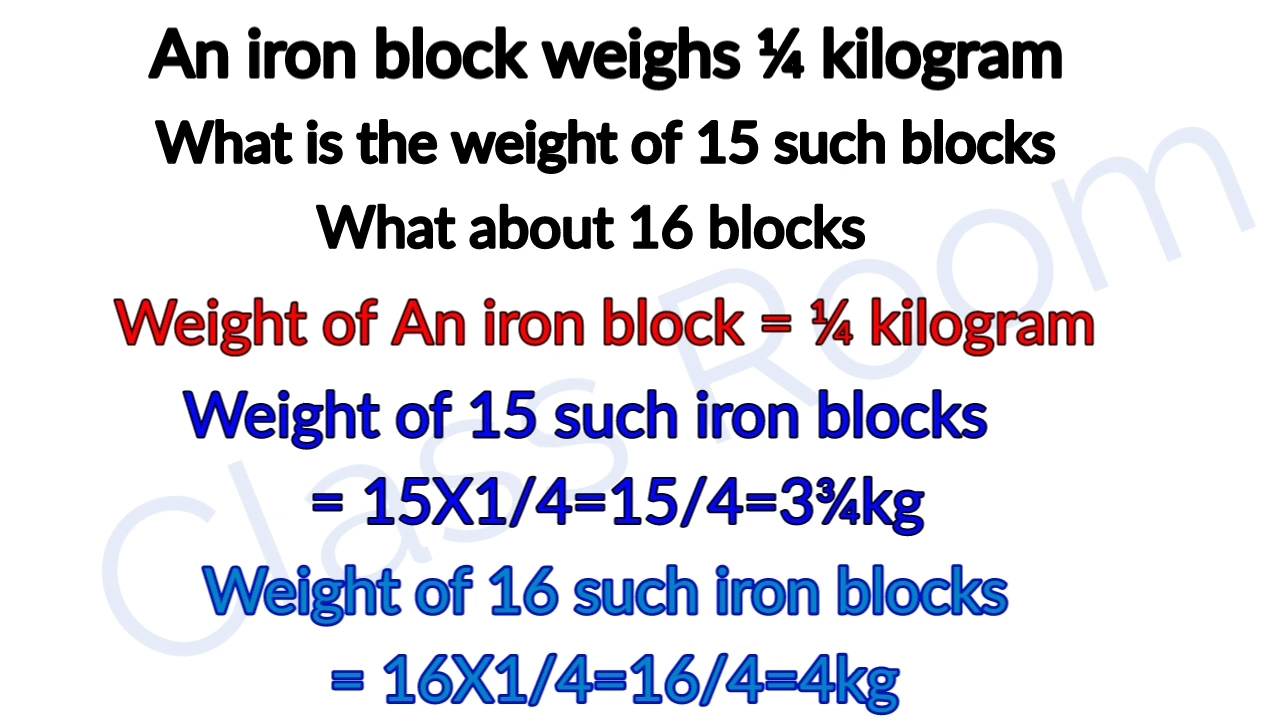 An iron block weighs ¼ kilogram
What is the weight of 15 such blocks
What about 16 blocks
Weight of An iron block = ¼ kilogram
Weight of 15 such iron blocks
= 15X1/4=15/4=3¾kg
Weight of 16 such iron blocks
= 16X1/4=16/4=4kg
Class Room